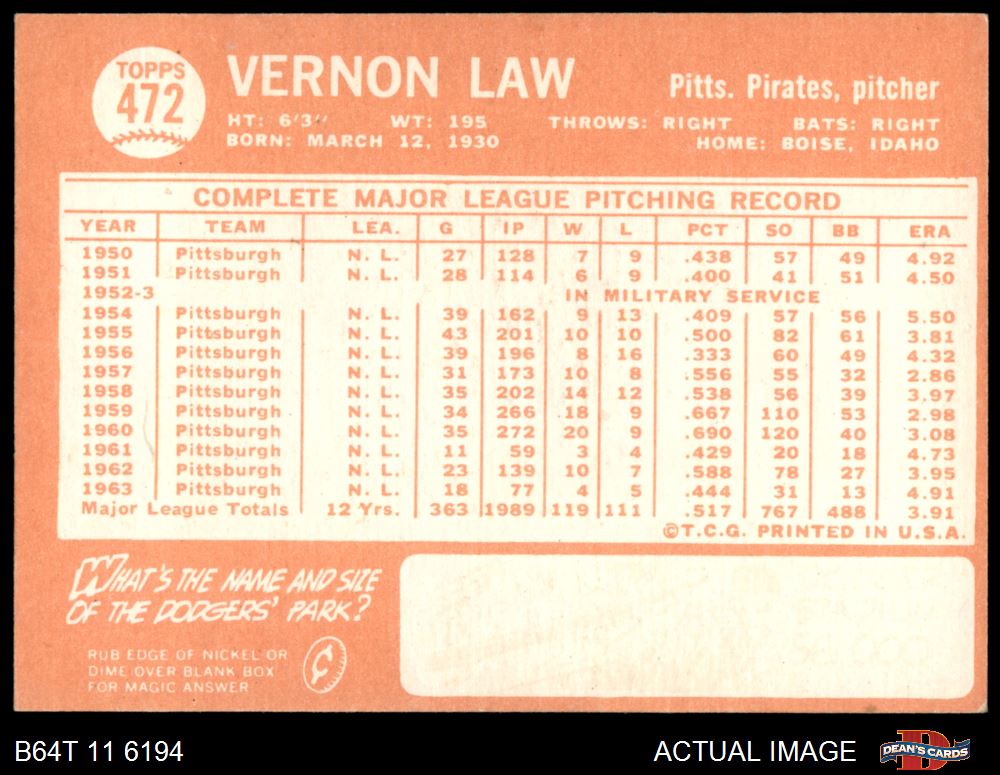 TOPPS
472
VERNON LAW
Pitts. Pirates, pitcher
HT: 6'3" WT: 195 THROWS: RIGHT BATS: RIGHT
BORN: MARCH 12, 1930 HOME: BOISE, IDAHO
COMPLETE MAJOR LEAGUE PITCHING RECORD
YEAR TEAM LEA. G IP W L PCT SO BB ERA
1950 Pittsburgh N. L. 27 128 7 9 .438 57 49 4.92
1951 Pittsburgh N. L. 28 114 6 9 .400 41 51 4.50
1952-3 IN MILITARY SERVICE
1954 Pittsburgh N. L. 39 162 9 13 .409 57 56 5.50
1955 Pittsburgh N. L. 43 201 10 10 .500 82 61 3.81
1956 Pittsburgh N. L. 39 196 8 16 .333 60 49 4.32
1957 Pittsburgh N. L. 31 173 10 8 .556 55 32 2.86
1958 Pittsburgh N. L. 35 202 14 12 .538 56 39 3.97
1959 Pittsburgh N. L. 34 266 18 9 .667 110 53 2.98
1960 Pittsburgh N. L. 35 272 20 9 .690 120 40 3.08
1961 Pittsburgh N. L. 11 59 3 4 .429 20 18 4.73
1962 Pittsburgh N. L. 23 139 10 7 .588 78 27 3.95
1963 Pittsburgh N. L. 18 77 4 5 .444 31 13 4.91
Major League Totals 12 Yrs. 363 1989 119 111 .517 767 488 3.91
©T.C.G. PRINTED IN U.S.A.
WHAT'S THE NAME AND SIZE
OF THE DODGERS' PARK?
RUB EDGE OF NICKEL OR
DIME OVER BLANK BOX
FOR MAGIC ANSWER
¢
B64T 11 6194
ACTUAL IMAGE
D
DEAN'S CARDS